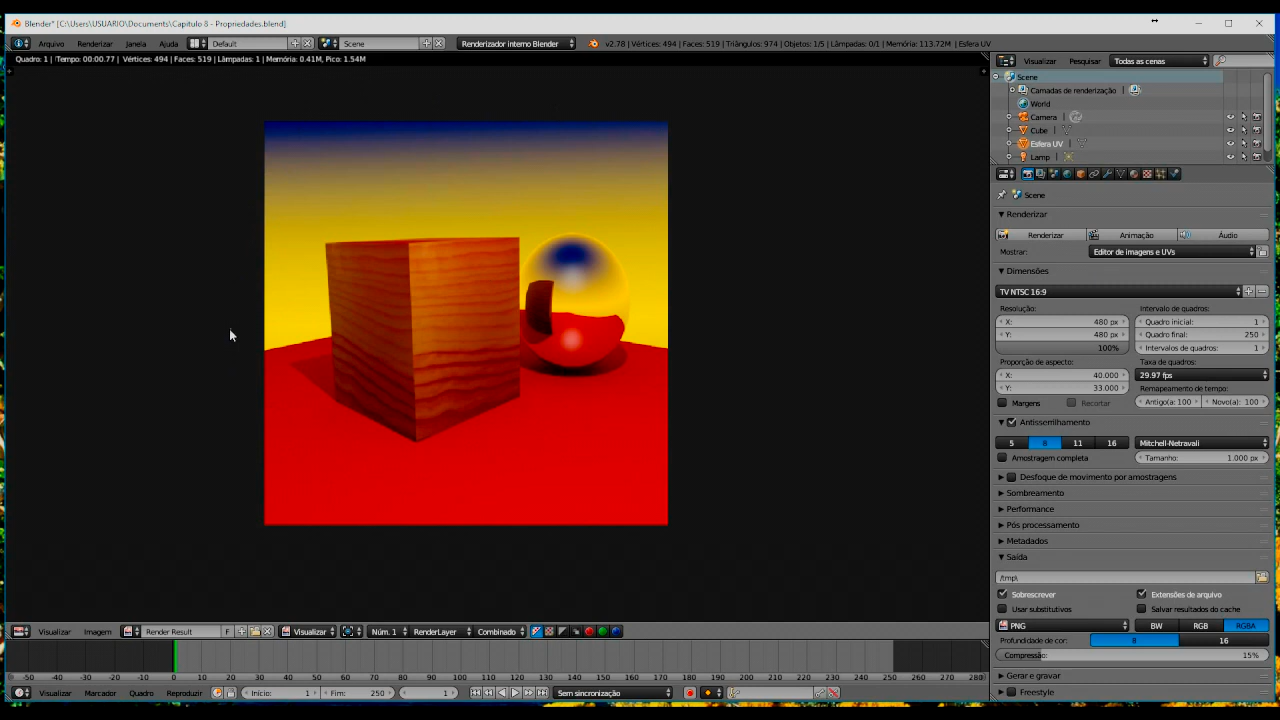 Blender* [C:\Users\USUARIO\Documents\Capitulo 8 - Propriedades.blend]
Arquivo Renderizar Janela Ajuda Default Scene Renderizador interno Blender v2.78 | Vértices: 494 | Faces: 519 | Triângulos: 974 | Objetos: 1/5 | Lâmpadas: 0/1 | Memória: 113.72M | Esfera UV
Quadro: 1 | Tempo: 00:00.77 | Vértices: 494 | Faces: 519 | Lâmpadas: 1 | Memória: 0.41M, Pico: 1.54M
Visualizar Pesquisar Todas as cenas
Scene
Camadas de renderização
World
Camera
Cube
Esfera UV
Lamp
Scene
Renderizar
Renderizar Animação Áudio
Mostrar: Editor de imagens e UVs
Dimensões
TV NTSC 16:9
Resolução: Intervalo de quadros:
X: 480 px Quadro inicial: 1
Y: 480 px Quadro final: 250
100% Intervalos de quadros: 1
Proporção de aspecto: Taxa de quadros:
X: 40.000 29.97 fps
Y: 33.000 Remapeamento de tempo:
Margens Recortar Antigo(a: 100 Novo(a): 100
Antisserrilhamento
5 8 11 16 Mitchell-Netravali
Amostragem completa Tamanho: 1.000 px
Desfoque de movimento por amostragens
Sombreamento
Performance
Pós processamento
Metadados
Saída
/tmp\
Sobrescrever Extensões de arquivo
Usar substitutivos Salvar resultados do cache
PNG BW RGB RGBA
Profundidade de cor: 8 16
Compressão: 15%
Gerar e gravar
Freestyle
Visualizar Imagem Render Result F Visualizar Núm. 1 RenderLayer Combinado
-50 -40 -30 -20 -10 0 10 20 30 40 50 60 70 80 90 100 110 120 130 140 150 160 170 180 190 200 210 220 230 240 250 260 270 280
Visualizar Marcador Quadro Reproduzir Início: 1 Fim: 250 1 Sem sincronização